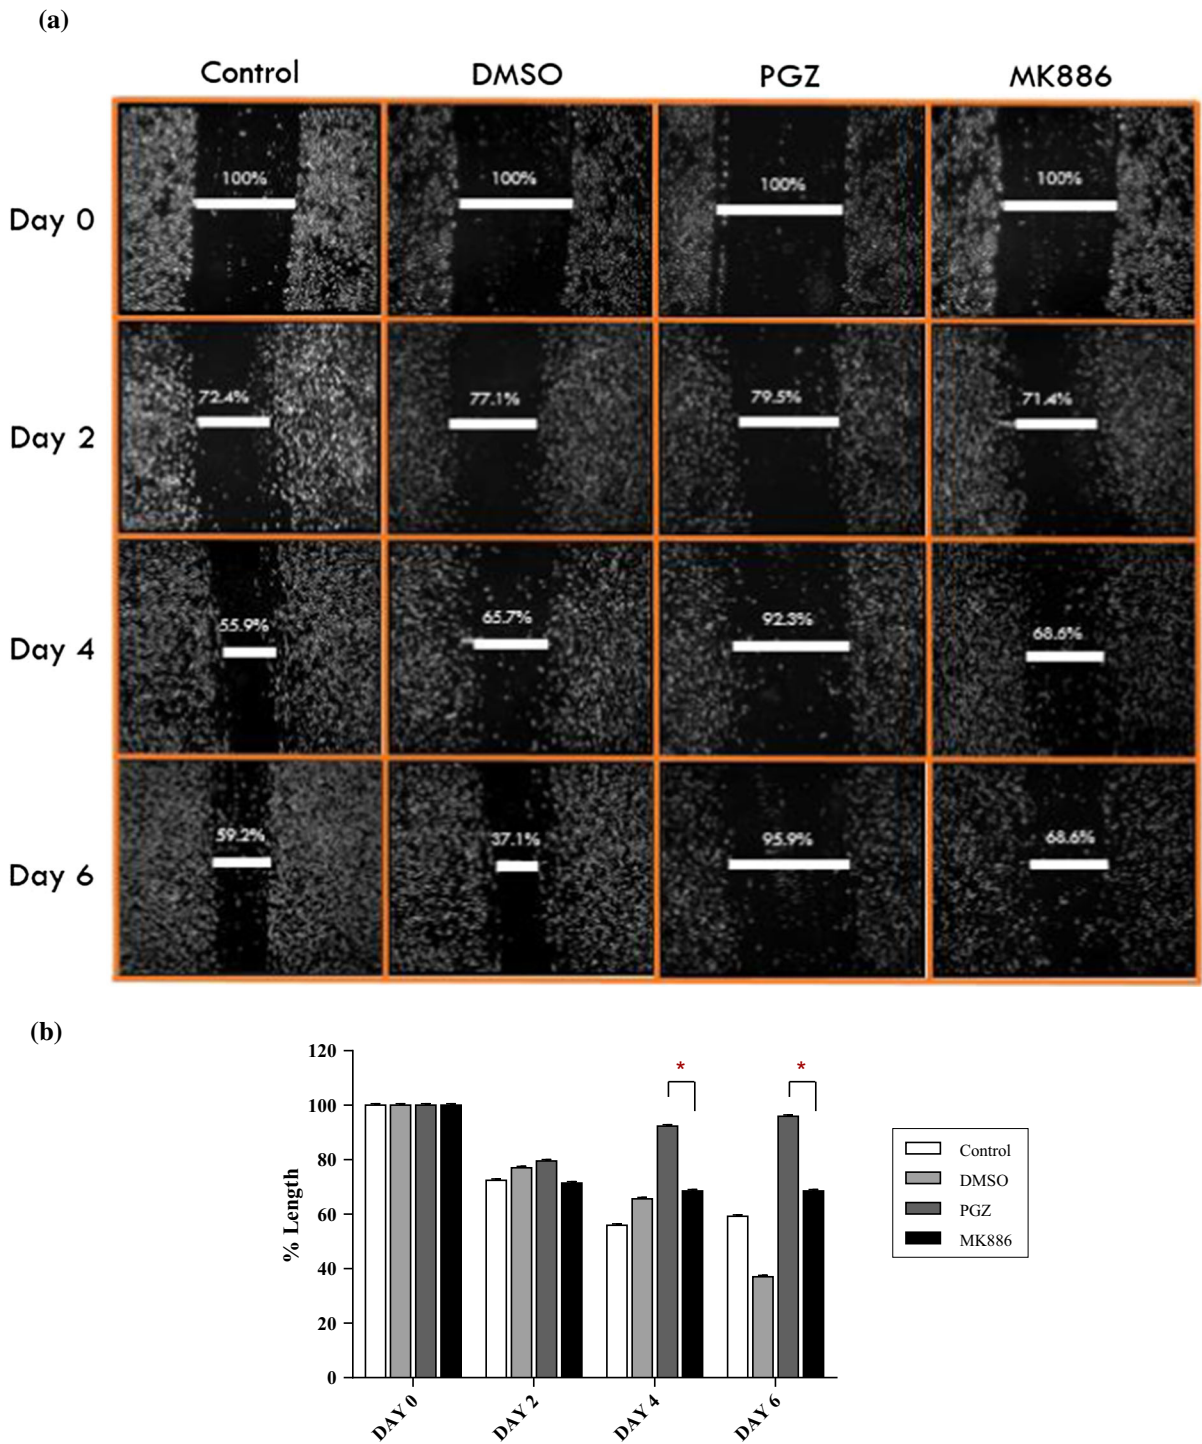 (a)
Control DMSO PGZ MK886
Day 0 100% 100% 100% 100%
Day 2 72.4% 77.1% 79.5% 71.4%
Day 4 55.9% 65.7% 92.3% 68.6%
Day 6 59.2% 37.1% 95.9% 68.6%
(b)
120
100
80
60
40
20
0
% Length
* *
DAY 0 DAY 2 DAY 4 DAY 6
Control
DMSO
PGZ
MK886